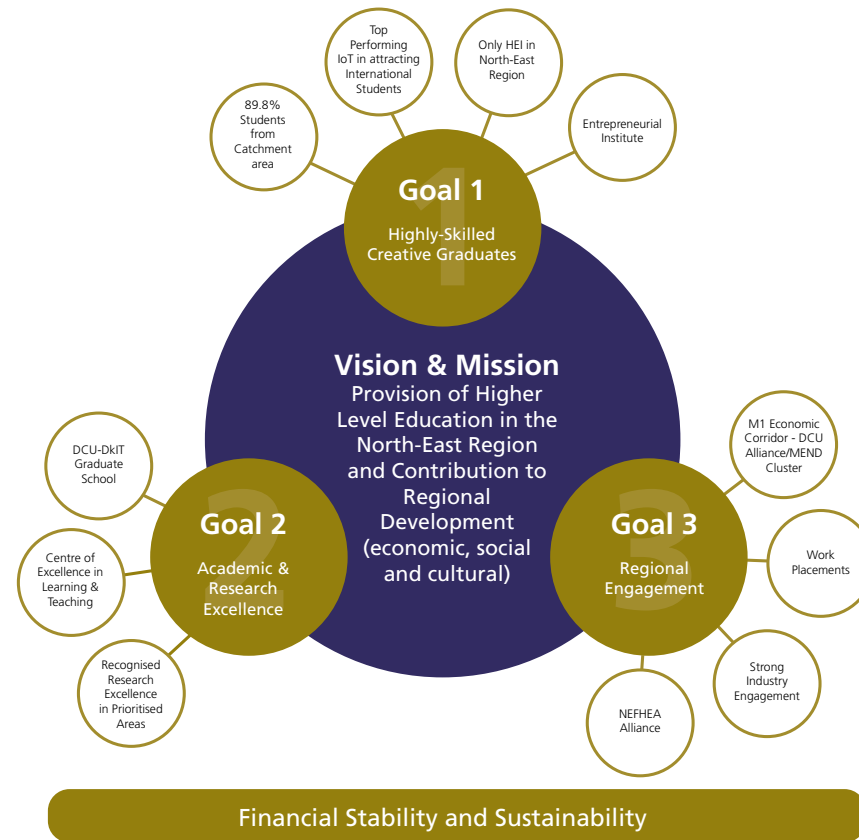 Top
Performing
IoT in attracting
International
Students
Only HEI in
North-East
Region
89.8%
Students
from
Catchment
area
Entrepreneurial
Institute
1
Goal 1
Highly-Skilled
Creative Graduates
Vision & Mission
Provision of Higher
Level Education in the
North-East Region
and Contribution to
Regional
Development
(economic, social
and cultural)
DCU-DkIT
Graduate
School
Centre of
Excellence in
Learning &
Teaching
Recognised
Research
Excellence
in Prioritised
Areas
2
Goal 2
Academic &
Research
Excellence
3
Goal 3
Regional
Engagement
M1 Economic
Corridor - DCU
Alliance/MEND
Cluster
Work
Placements
Strong
Industry
Engagement
NEFHEA
Alliance
Financial Stability and Sustainability